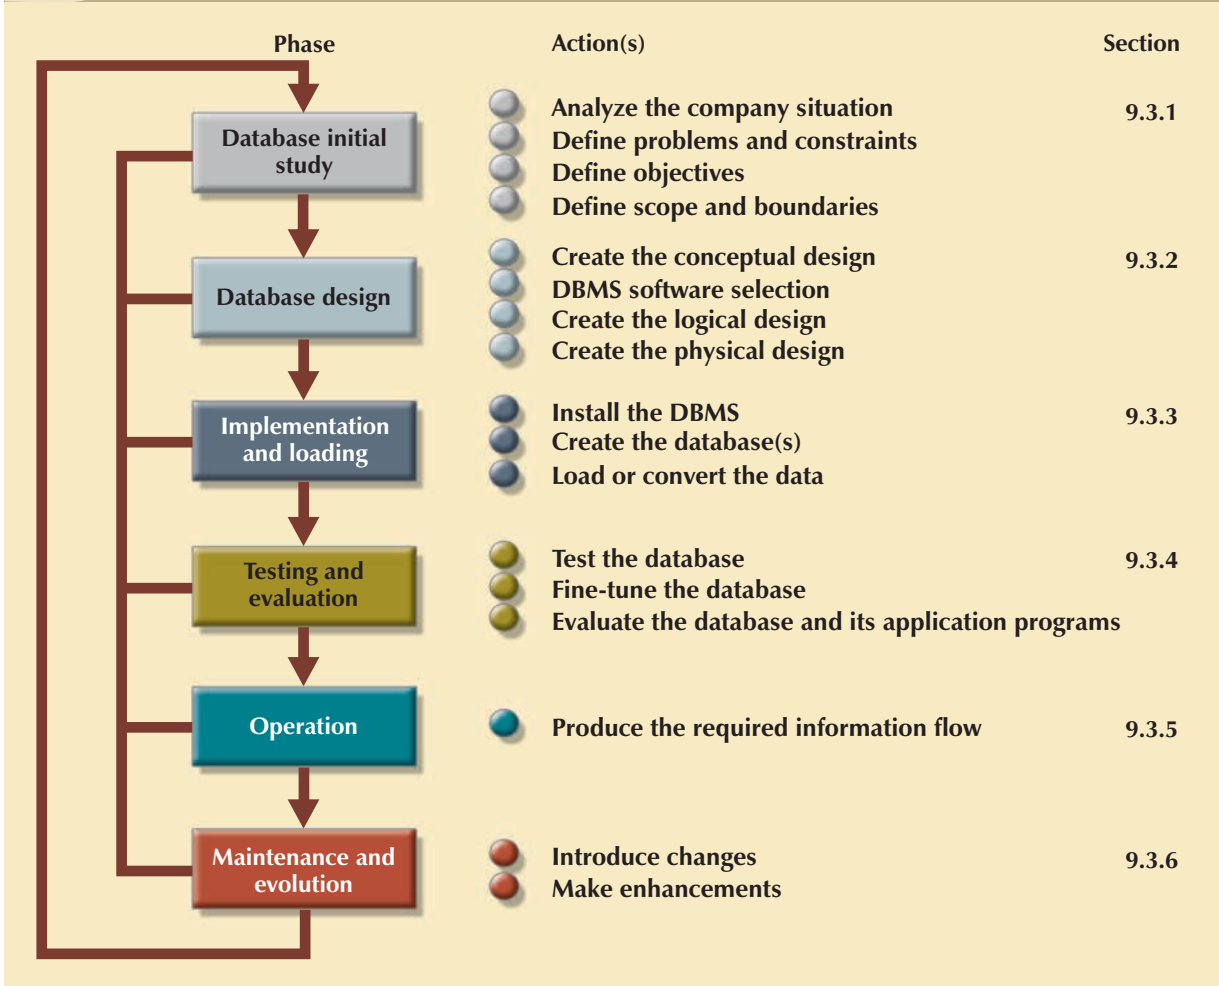 Phase Action(s) Section
Database initial
study
Analyze the company situation 9.3.1
Define problems and constraints
Define objectives
Define scope and boundaries
Database design
Create the conceptual design 9.3.2
DBMS software selection
Create the logical design
Create the physical design
Implementation
and loading
Install the DBMS 9.3.3
Create the database(s)
Load or convert the data
Testing and
evaluation
Test the database 9.3.4
Fine-tune the database
Evaluate the database and its application programs
Operation
Produce the required information flow 9.3.5
Maintenance and
evolution
Introduce changes 9.3.6
Make enhancements